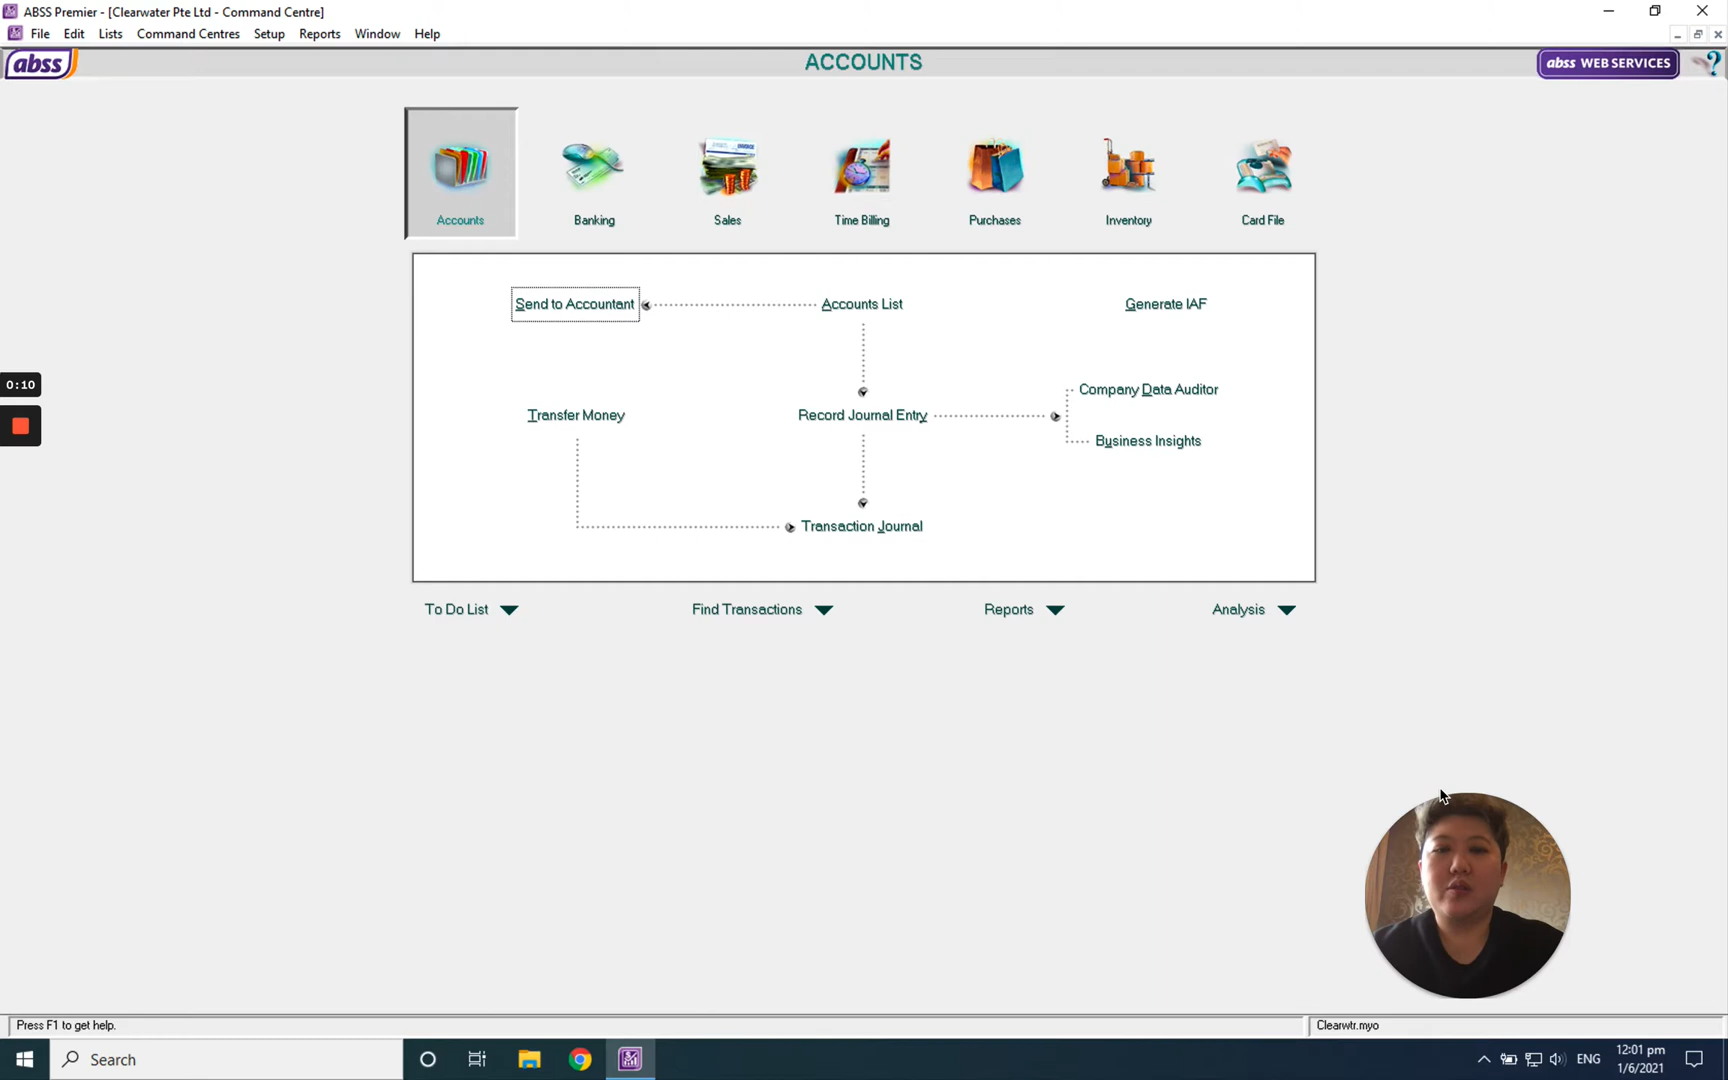 ABSS Premier - [Clearwater Pte Ltd - Command Centre]
File Edit Lists Command Centres Setup Reports Window Help
abss ACCOUNTS abss WEB SERVICES ?
INVOICE
Accounts Banking Sales Time Billing Purchases Inventory Card File
Send to Accountant Accounts List Generate IAF
Company Data Auditor
0:10
Transfer Money Record Journal Entry
Business Insights
Transaction Journal
To Do List Find Transactions Reports Analysis
Press F1 to get help. Clearwtr.myo
Search ENG 12:01 pm
1/6/2021